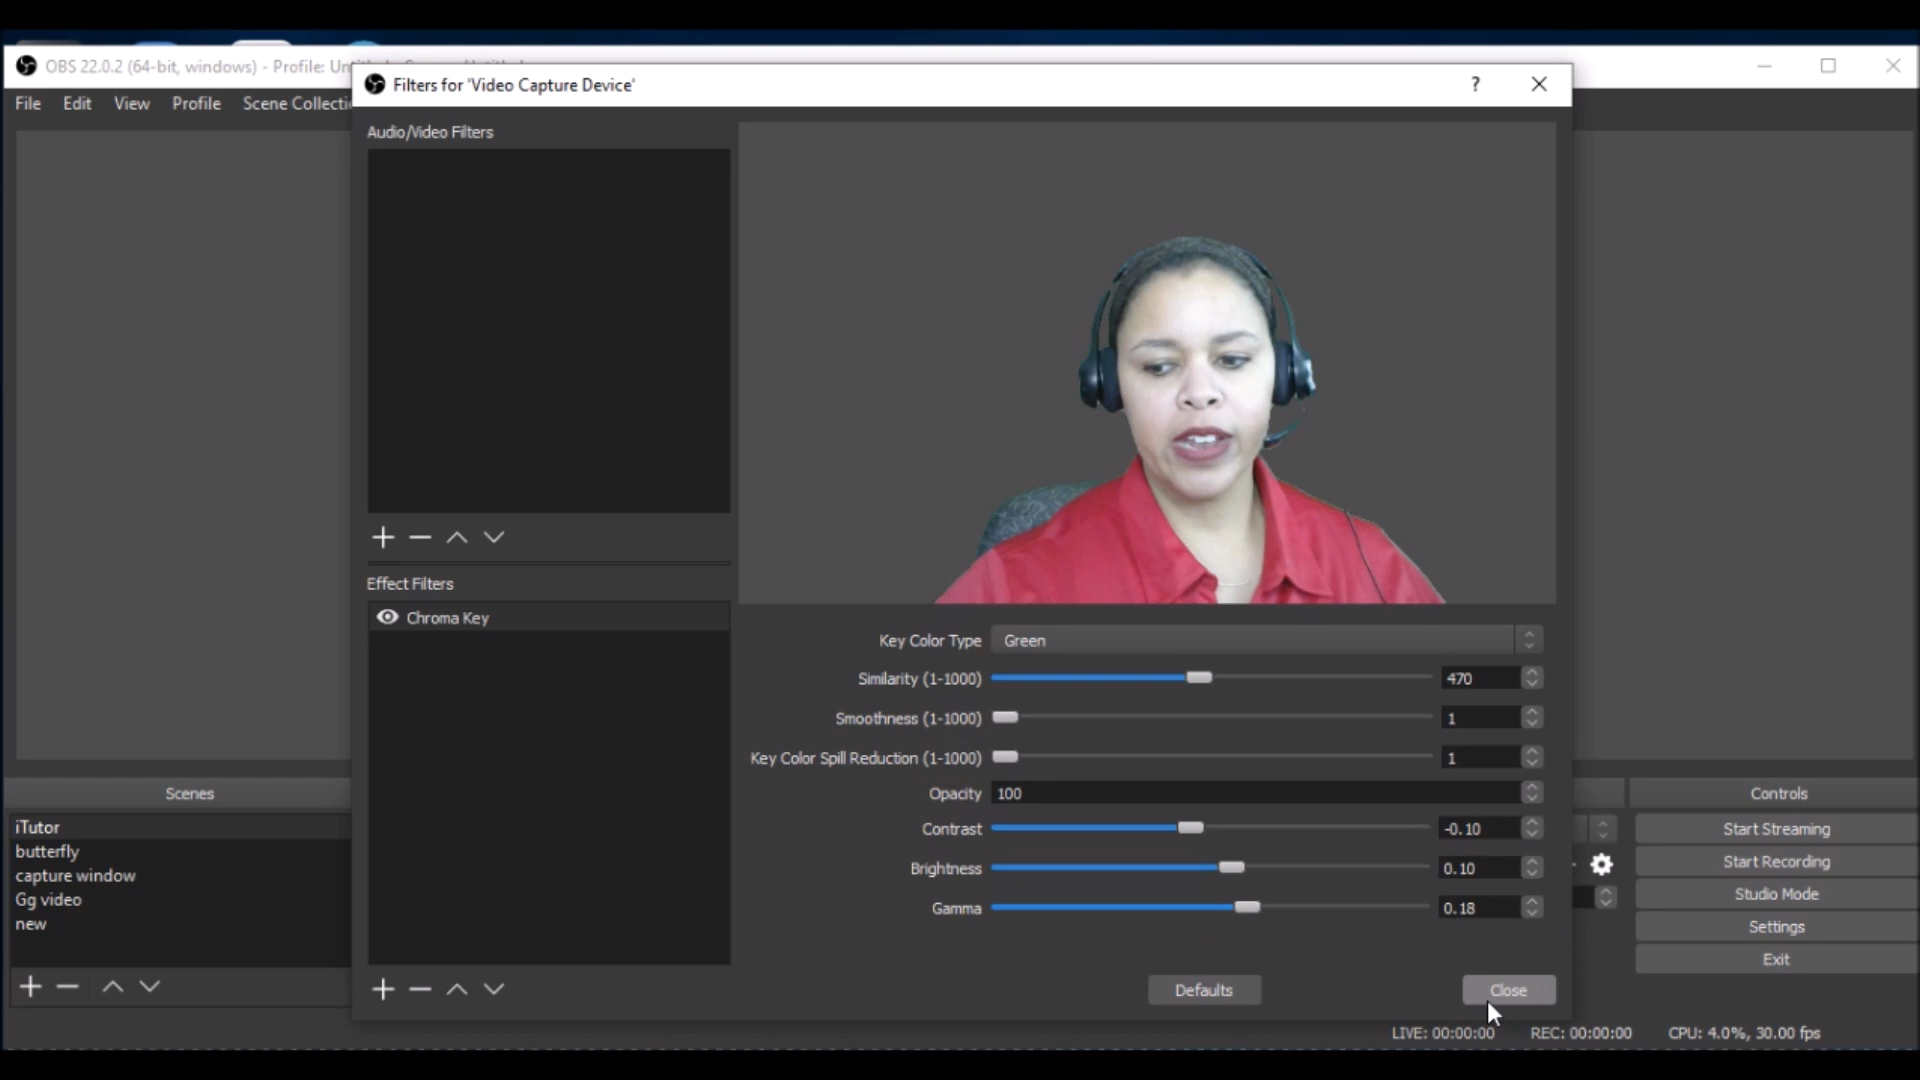 OBS 22.0.2 (64-bit, windows) - Profile:
Filters for 'Video Capture Device'
?
File Edit View Profile Scene Collecti
Audio/Video Filters
Effect Filters
Chroma Key
Key Color Type Green
Similarity (1-1000) 470
Smoothness (1-1000) 1
Key Color Spill Reduction (1-1000) 1
Opacity 100
Contrast -0.10
Brightness 0.10
Gamma 0.18
Defaults Close
Scenes
iTutor
butterfly
capture window
Gg video
new
Controls
Start Streaming
Start Recording
Studio Mode
Settings
Exit
LIVE: 00:00:00 REC: 00:00:00 CPU: 4.0%, 30.00 fps